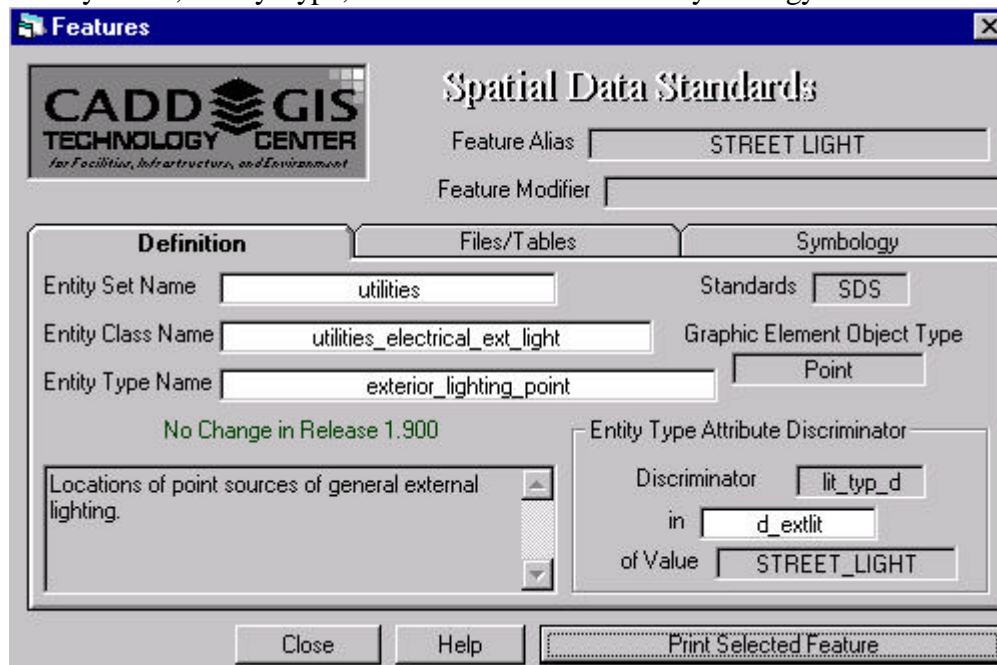 Features
CADD GIS
TECHNOLOGY CENTER
for Facilities, Infrastructure, and Environment
Spatial Data Standards
Feature Alias STREET LIGHT
Feature Modifier
Definition Files/Tables Symbology
Entity Set Name utilities Standards SDS
Entity Class Name utilities_electrical_ext_light Graphic Element Object Type
Entity Type Name exterior_lighting_point Point
No Change in Release 1.900
Entity Type Attribute Discriminator
Locations of point sources of general external
lighting.
Discriminator lit_typ_d
in d_extlit
of Value STREET_LIGHT
Close Help Print Selected Feature